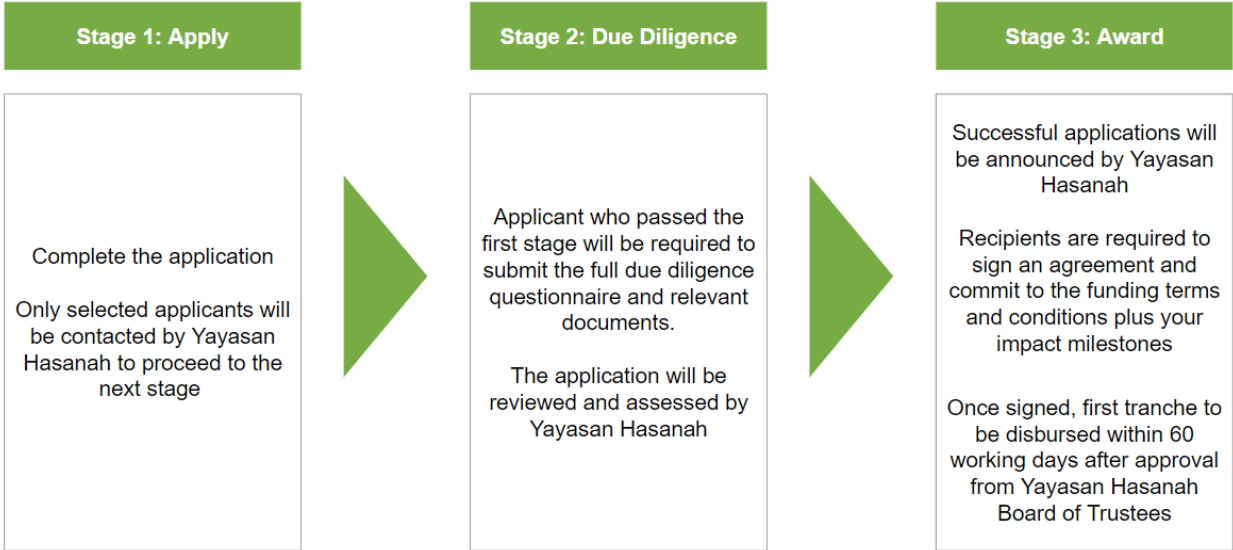 Stage 1: Apply
Complete the application
Only selected applicants will
be contacted by Yayasan
Hasanah to proceed to the
next stage
Stage 2: Due Diligence
Applicant who passed the
first stage will be required to
submit the full due diligence
questionnaire and relevant
documents.
The application will be
reviewed and assessed by
Yayasan Hasanah
Stage 3: Award
Successful applications will
be announced by Yayasan
Hasanah
Recipients are required to
sign an agreement and
commit to the funding terms
and conditions plus your
impact milestones
Once signed, first tranche to
be disbursed within 60
working days after approval
from Yayasan Hasanah
Board of Trustees